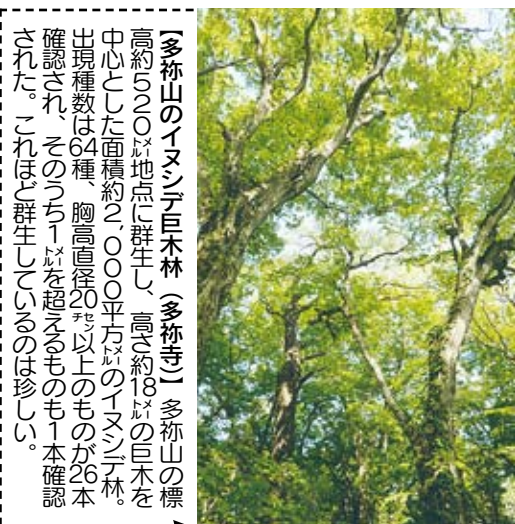 【多祢山のイヌシデ巨木林（多祢寺）】多祢山の標
高約520㍍地点に群生し、高さ約18㍍の巨木を
中心とした面積約2,000平方㍍のイヌシデ林。
出現種数は64種、胸高直径20㌢以上のものが26本
確認され、そのうち1㍍を超えるものも1本確認
された。これほど群生しているのは珍しい。